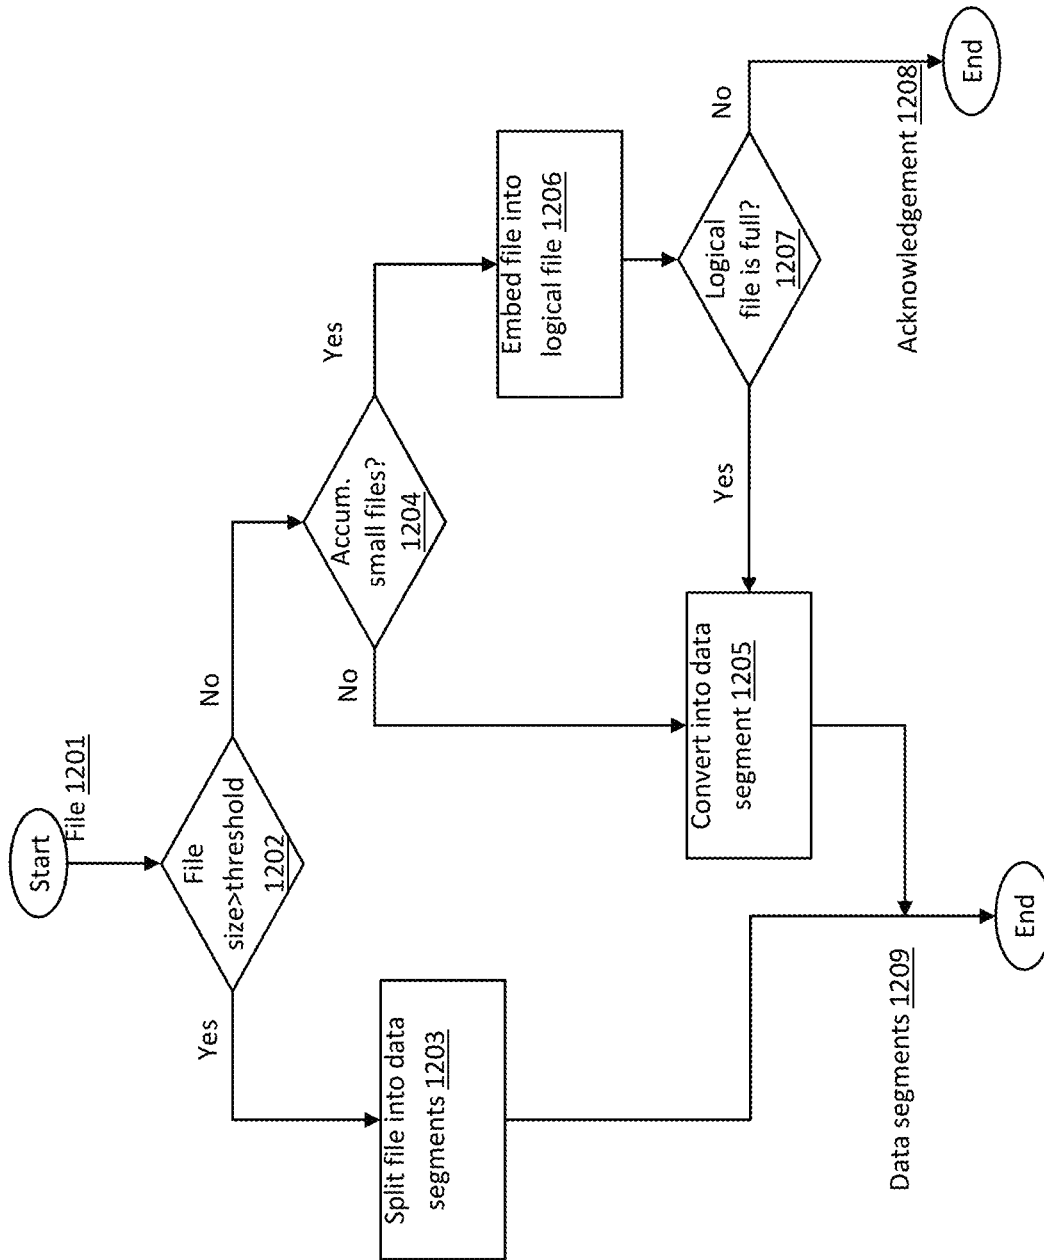 Start
File 1201
File
size>threshold
1202
Yes
No
Split file into data
segments 1203
Accum.
small files?
1204
No
Yes
Embed file into
logical file 1206
Convert into data
segment 1205
Yes
Logical
file is full?
1207
No
Data segments 1209
Acknowledgement 1208
End
End